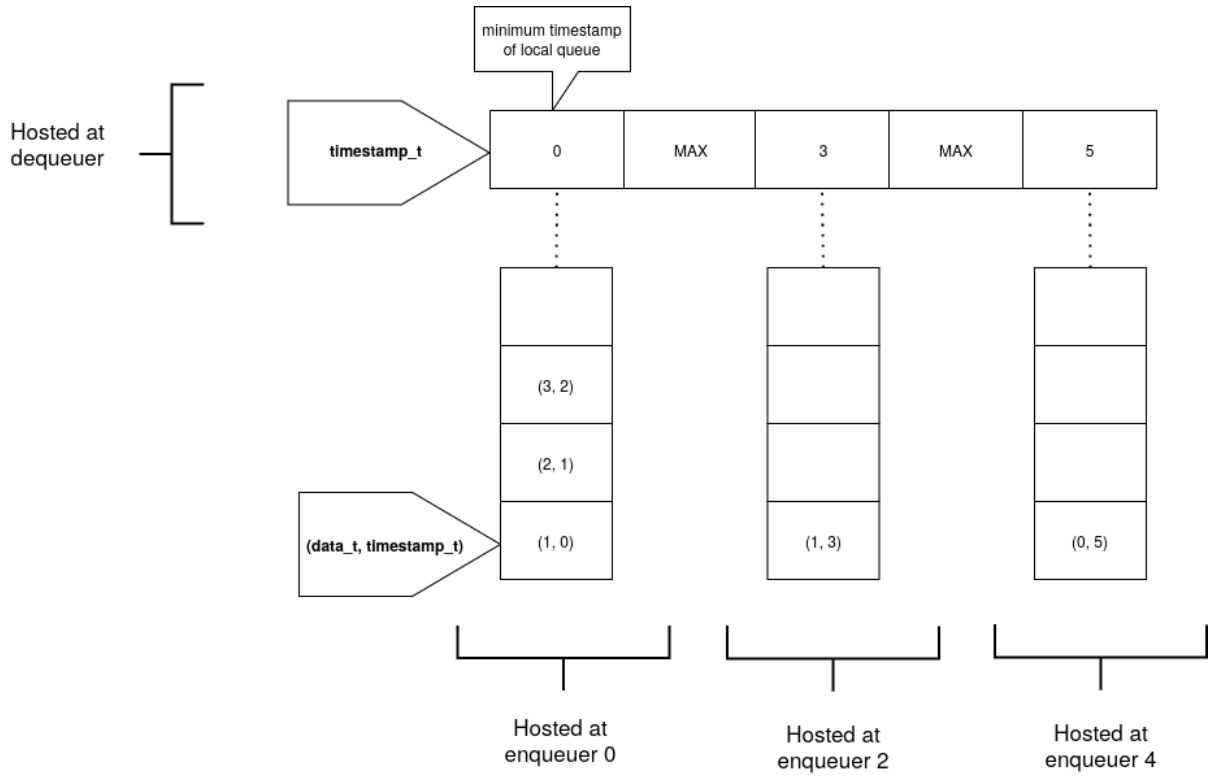 minimum timestamp
of local queue
Hosted at
dequeuer
timestamp_t
0
MAX
3
MAX
5
(3, 2)
(2, 1)
(data_t, timestamp_t)
(1, 0)
(1, 3)
(0, 5)
Hosted at
enqueuer 0
Hosted at
enqueuer 2
Hosted at
enqueuer 4